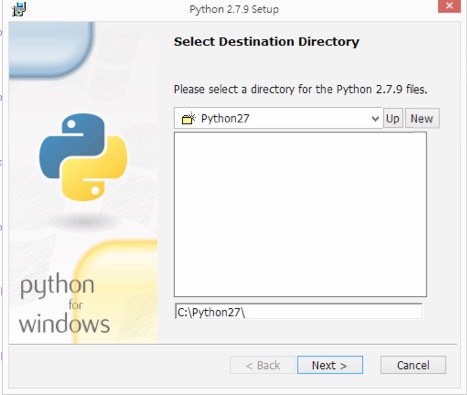 Python 2.7.9 Setup
Select Destination Directory
Please select a directory for the Python 2.7.9 files.
Python27
Up
New
C:\Python27\
python
for
windows
< Back
Next >
Cancel